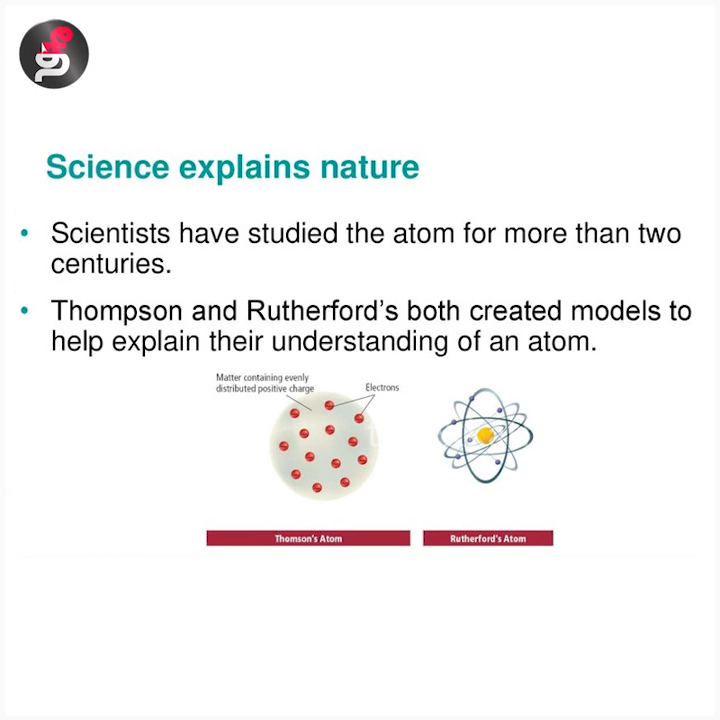 Science explains nature
• Scientists have studied the atom for more than two
centuries.
• Thompson and Rutherford's both created models to
help explain their understanding of an atom.
Matter containing evenly
distributed positive charge
Electrons
Thomson's Atom
Rutherford's Atom